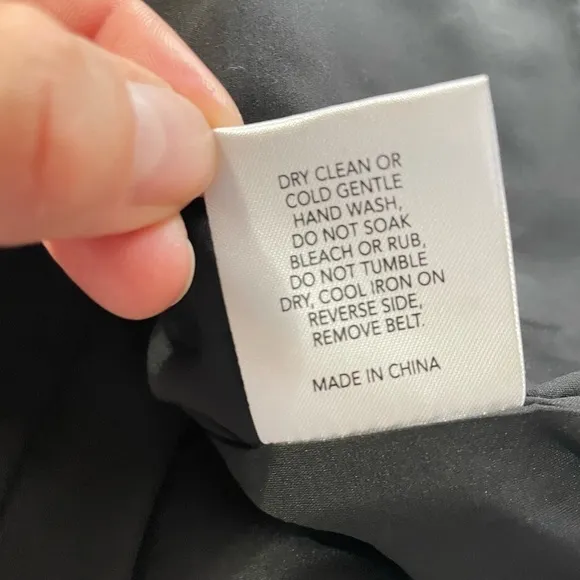 DRY CLEAN OR
COLD GENTLE
HAND WASH,
DO NOT SOAK
BLEACH OR RUB,
DO NOT TUMBLE
DRY, COOL IRON ON
REVERSE SIDE,
REMOVE BELT.
MADE IN CHINA